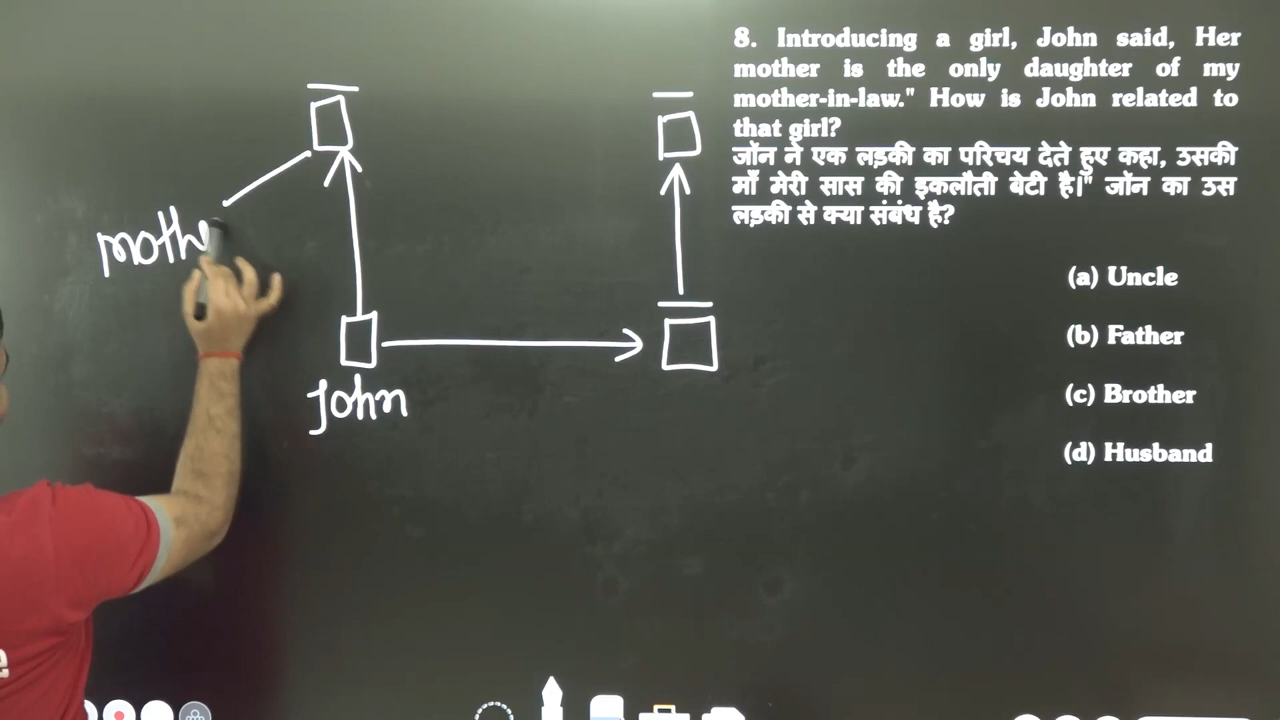 8. Introducing a girl, John said, Her
mother is the only daughter of my
mother-in-law." How is John related to
that girl?
जॉन ने एक लड़की का परिचय देते हुए कहा, उसकी
माँ मेरी सास की इकलौती बेटी है।" जॉन का उस
लड़की से क्या संबंध है?
(a) Uncle
(b) Father
(c) Brother
(d) Husband
mothe
John